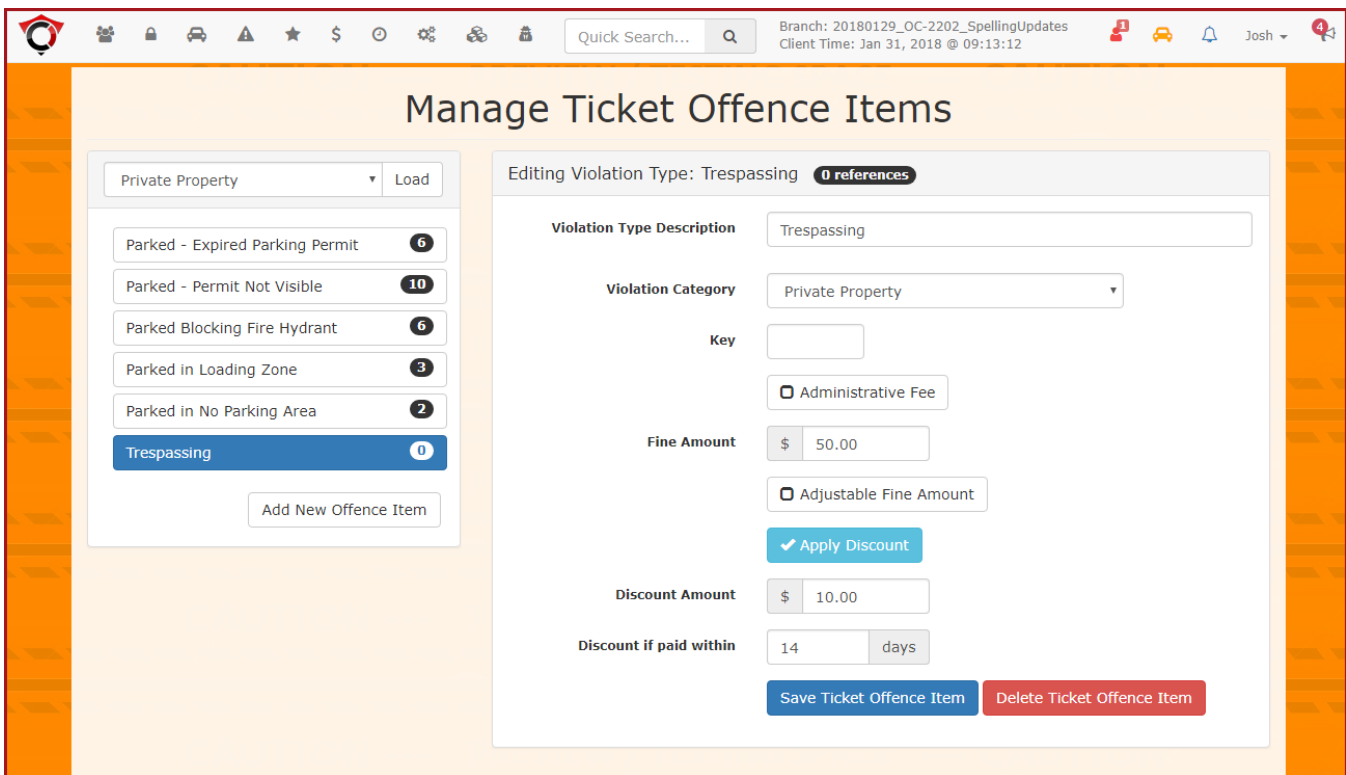 Quick Search...
Branch: 20180129_OC-2202_SpellingUpdates
Client Time: Jan 31, 2018 @ 09:13:12
1
Josh
4
Manage Ticket Offence Items
Private Property
Load
Parked - Expired Parking Permit 6
Parked - Permit Not Visible 10
Parked Blocking Fire Hydrant 6
Parked in Loading Zone 3
Parked in No Parking Area 2
Trespassing 0
Add New Offence Item
Editing Violation Type: Trespassing 0 references
Violation Type Description Trespassing
Violation Category Private Property
Key
Administrative Fee
Fine Amount $ 50.00
Adjustable Fine Amount
Apply Discount
Discount Amount $ 10.00
Discount if paid within 14 days
Save Ticket Offence Item Delete Ticket Offence Item